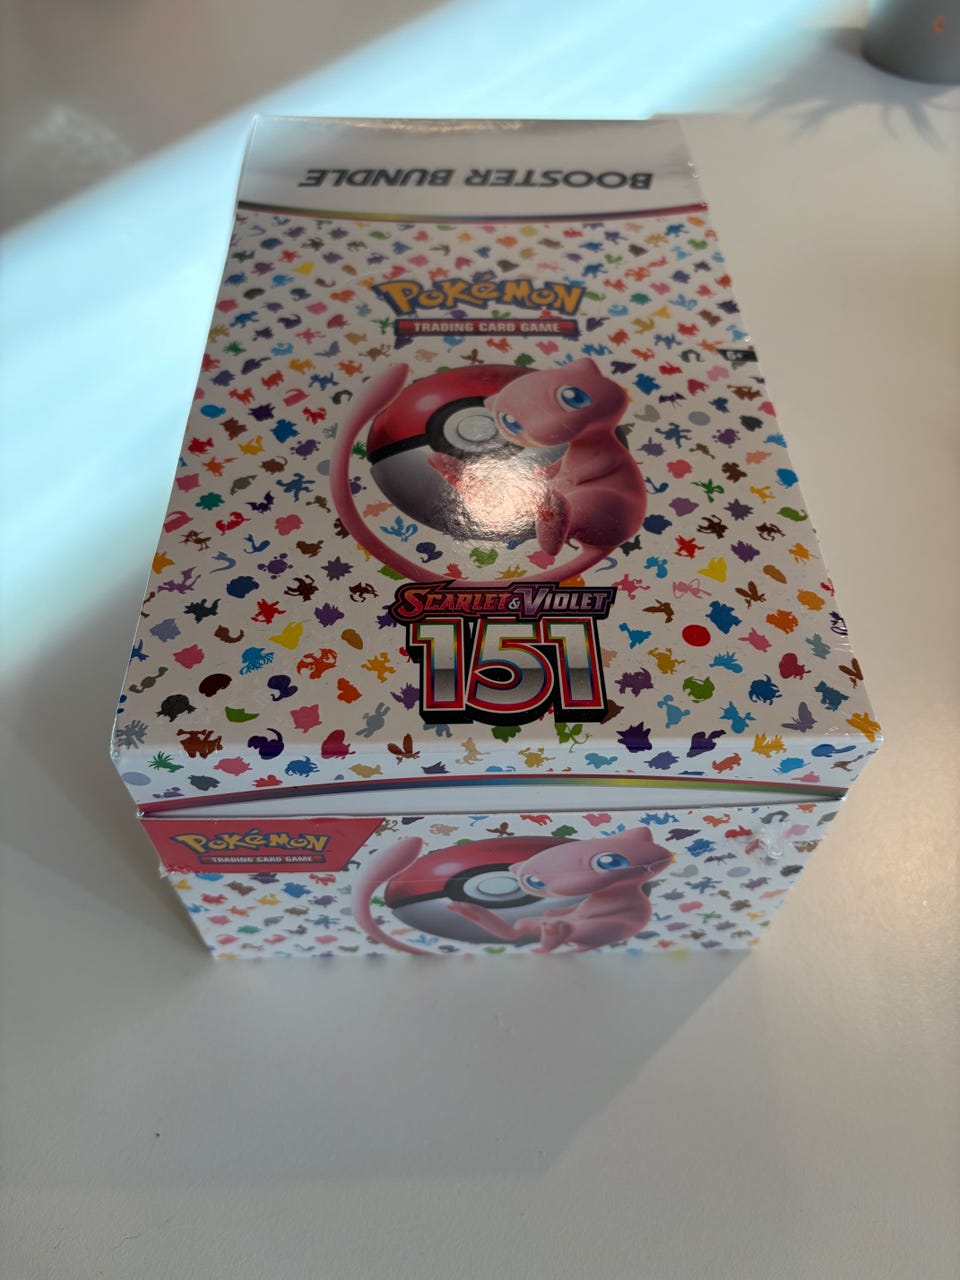 BOOSTER BUNDLE
POKéMON
TRADING CARD GAME
6+
SCARLET & VIOLET
151
POKéMON
TRADING CARD GAME